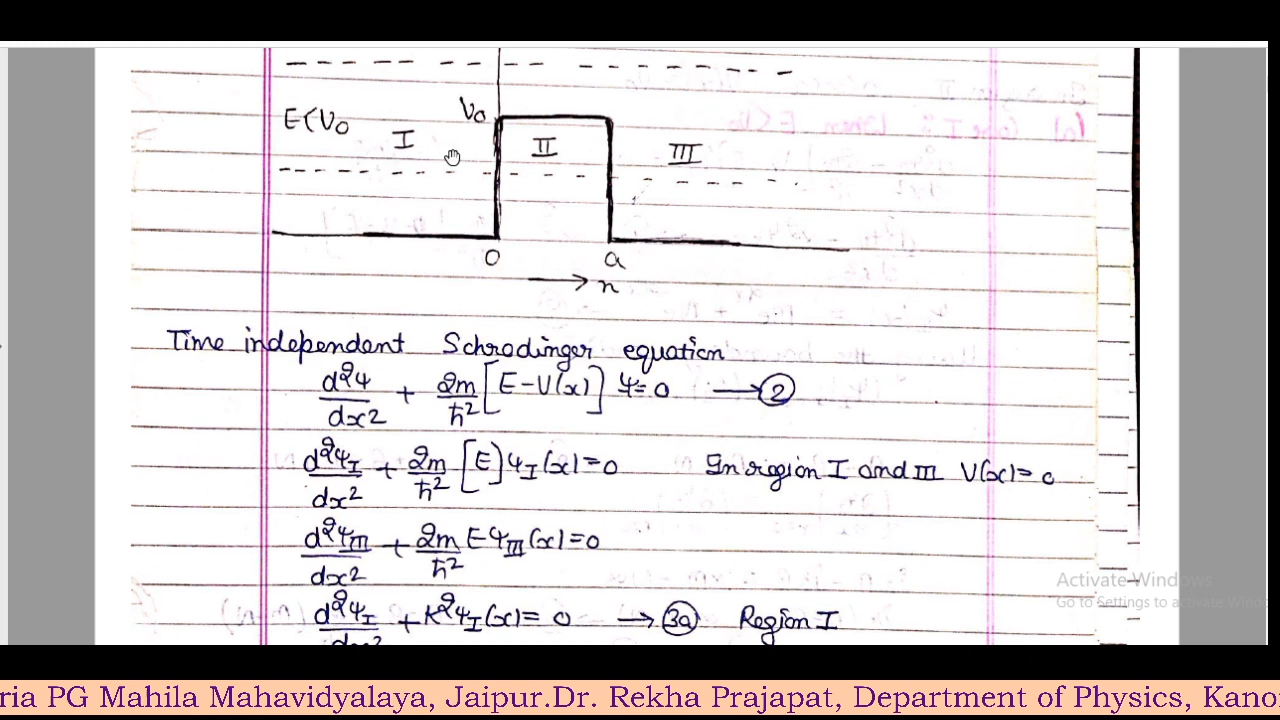 E<V₀
V₀
I
II
III
0
a
→ x
Time independent Schrodinger equation
d²ψ/dx² + 2m/ħ² [E - V(x)] ψ = 0 → ②
d²ψ_I/dx² + 2m/ħ² [E] ψ_I(x) = 0 In region I and III V(x) = 0
d²ψ_III/dx² + 2m/ħ² E ψ_III(x) = 0
d²ψ_I/dx² + K²ψ_I(x) = 0 → 3a Region I
Activate Windows
Go to Settings to activate Windo
ria PG Mahila Mahavidyalaya, Jaipur.Dr. Rekha Prajapat, Department of Physics, Kano